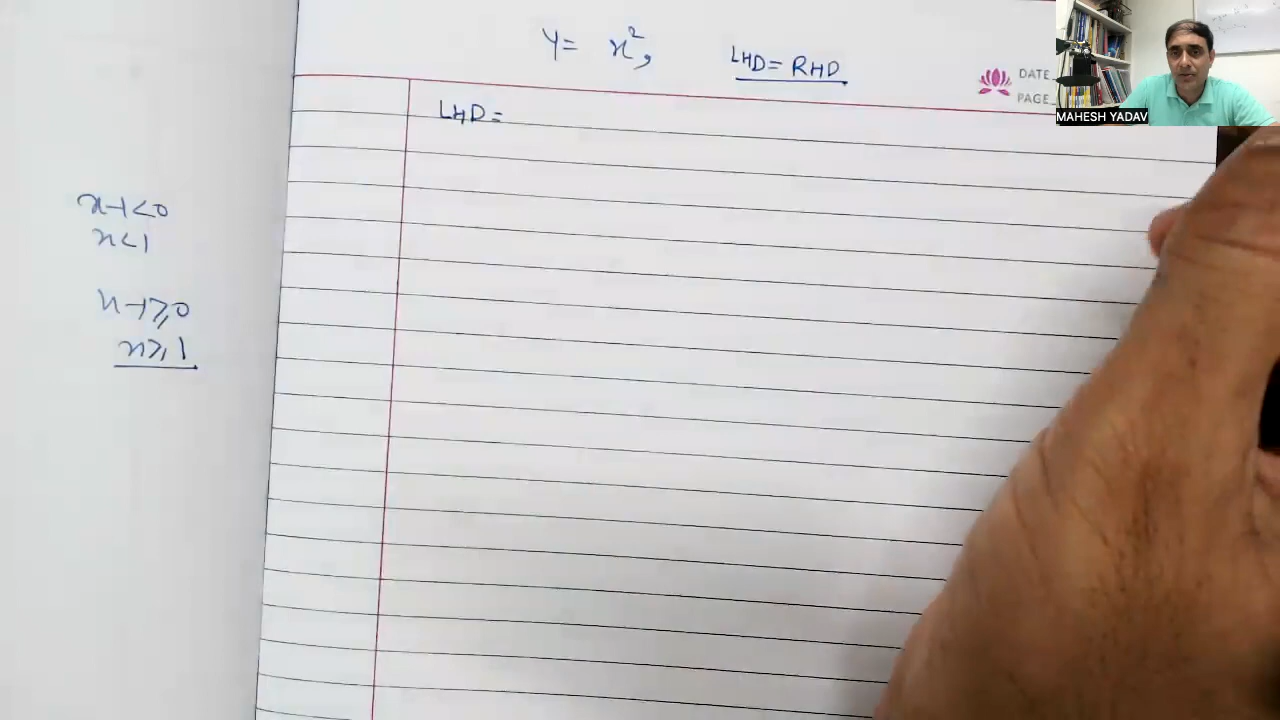 y = x², LHD = RHD
DATE
PAGE
MAHESH YADAV
LHD =
x-1<0
x<1
x-1≥0
x≥1